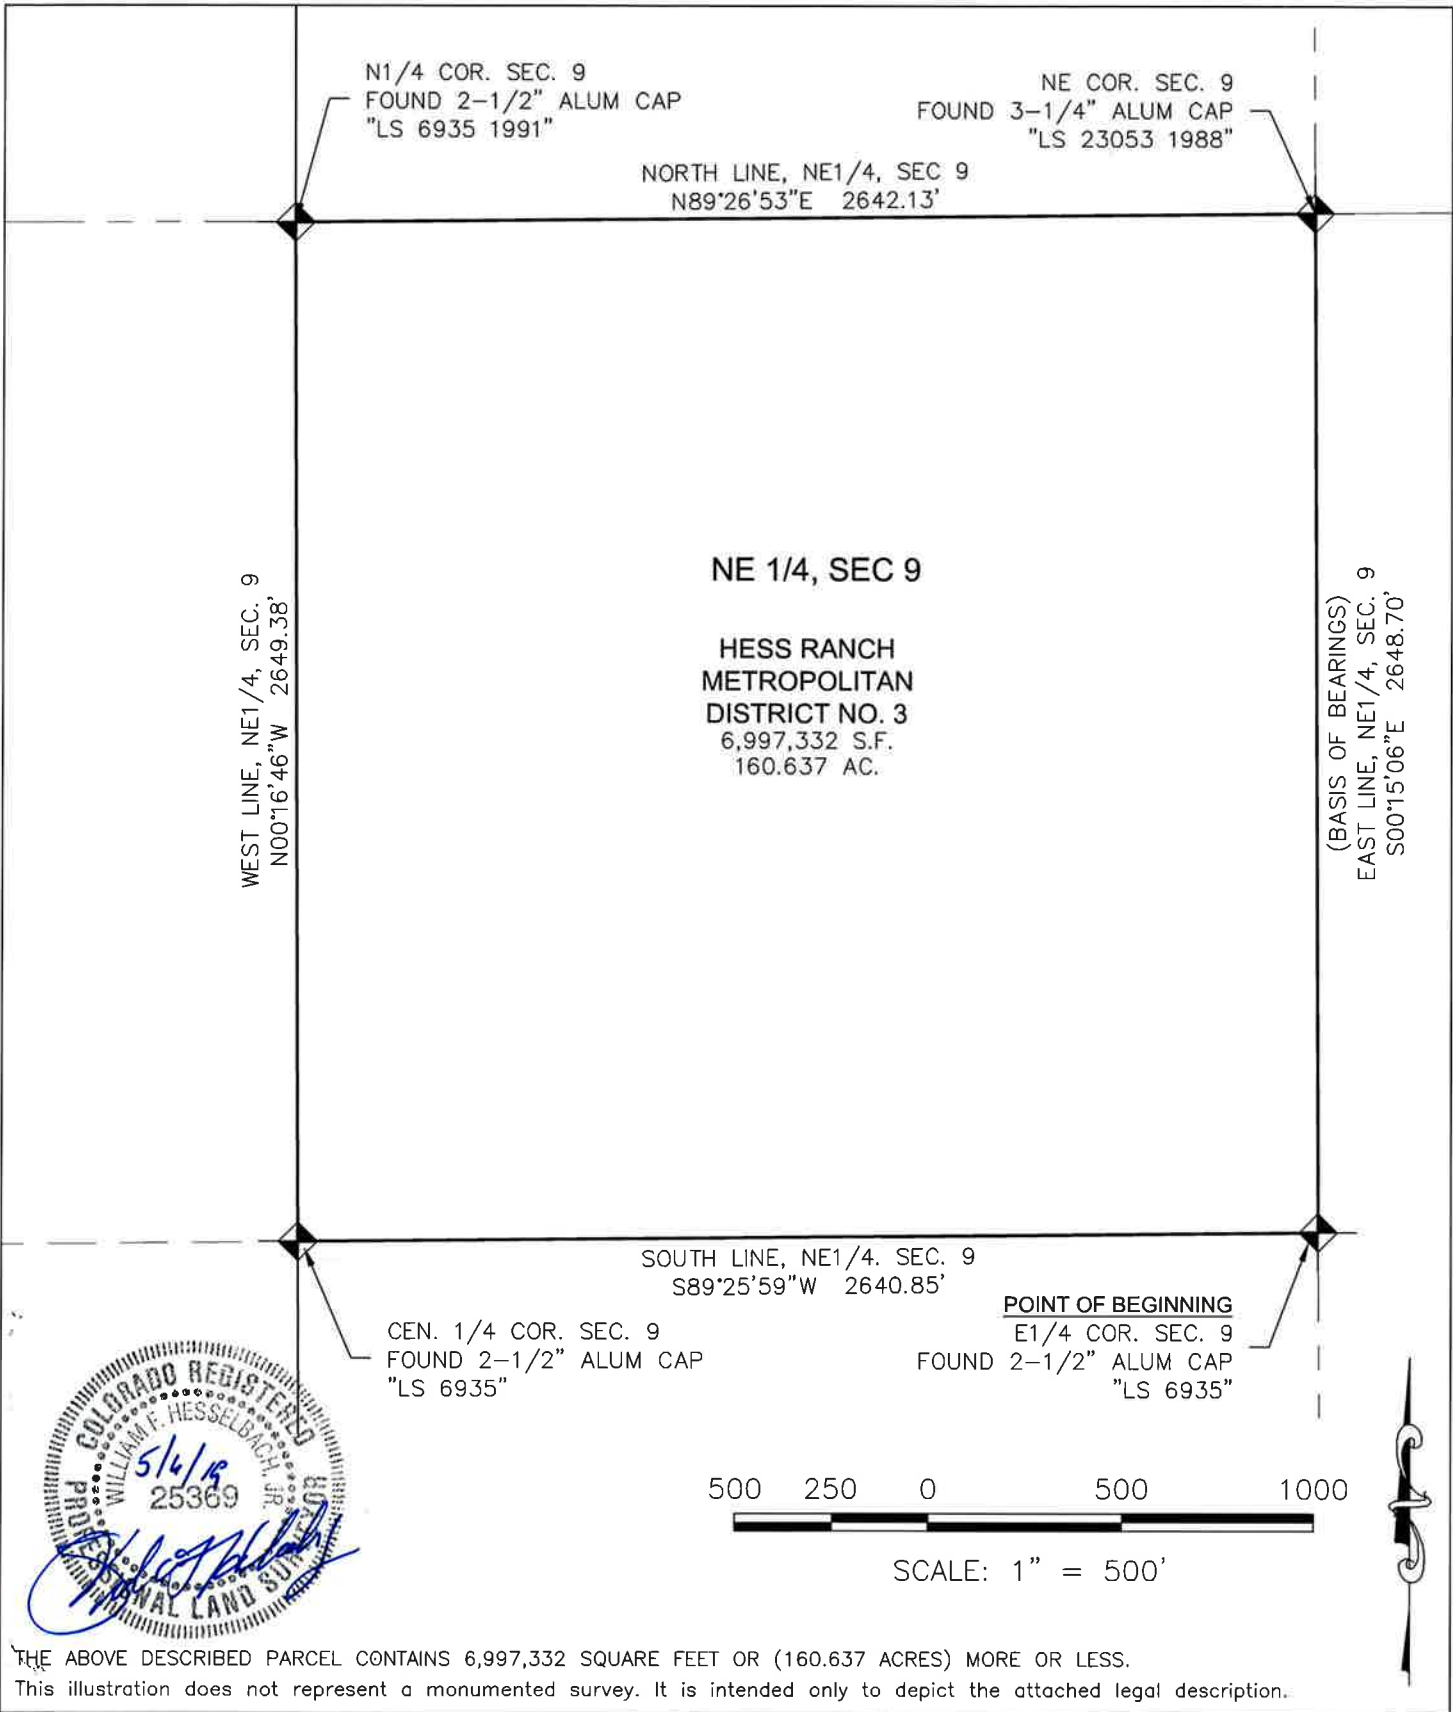 N1/4 COR. SEC. 9
FOUND 2-1/2" ALUM CAP
"LS 6935 1991"
NE COR. SEC. 9
FOUND 3-1/4" ALUM CAP
"LS 23053 1988"
NORTH LINE, NE1/4, SEC 9
N89°26'53"E 2642.13'
WEST LINE, NE1/4, SEC. 9
N00°16'46"W 2649.38'
NE 1/4, SEC 9
HESS RANCH
METROPOLITAN
DISTRICT NO. 3
6,997,332 S.F.
160.637 AC.
(BASIS OF BEARINGS)
EAST LINE, NE1/4, SEC. 9
S00°15'06"E 2648.70'
SOUTH LINE, NE1/4. SEC. 9
S89°25'59"W 2640.85'
CEN. 1/4 COR. SEC. 9
FOUND 2-1/2" ALUM CAP
"LS 6935"
POINT OF BEGINNING
E1/4 COR. SEC. 9
FOUND 2-1/2" ALUM CAP
"LS 6935"
COLORADO REGISTERED
WILLIAM F. HESSELBACH, JR.
25369
PROFESSIONAL LAND SURVEYOR
500 250 0 500 1000
SCALE: 1" = 500'
THE ABOVE DESCRIBED PARCEL CONTAINS 6,997,332 SQUARE FEET OR (160.637 ACRES) MORE OR LESS.
This illustration does not represent a monumented survey. It is intended only to depict the attached legal description.